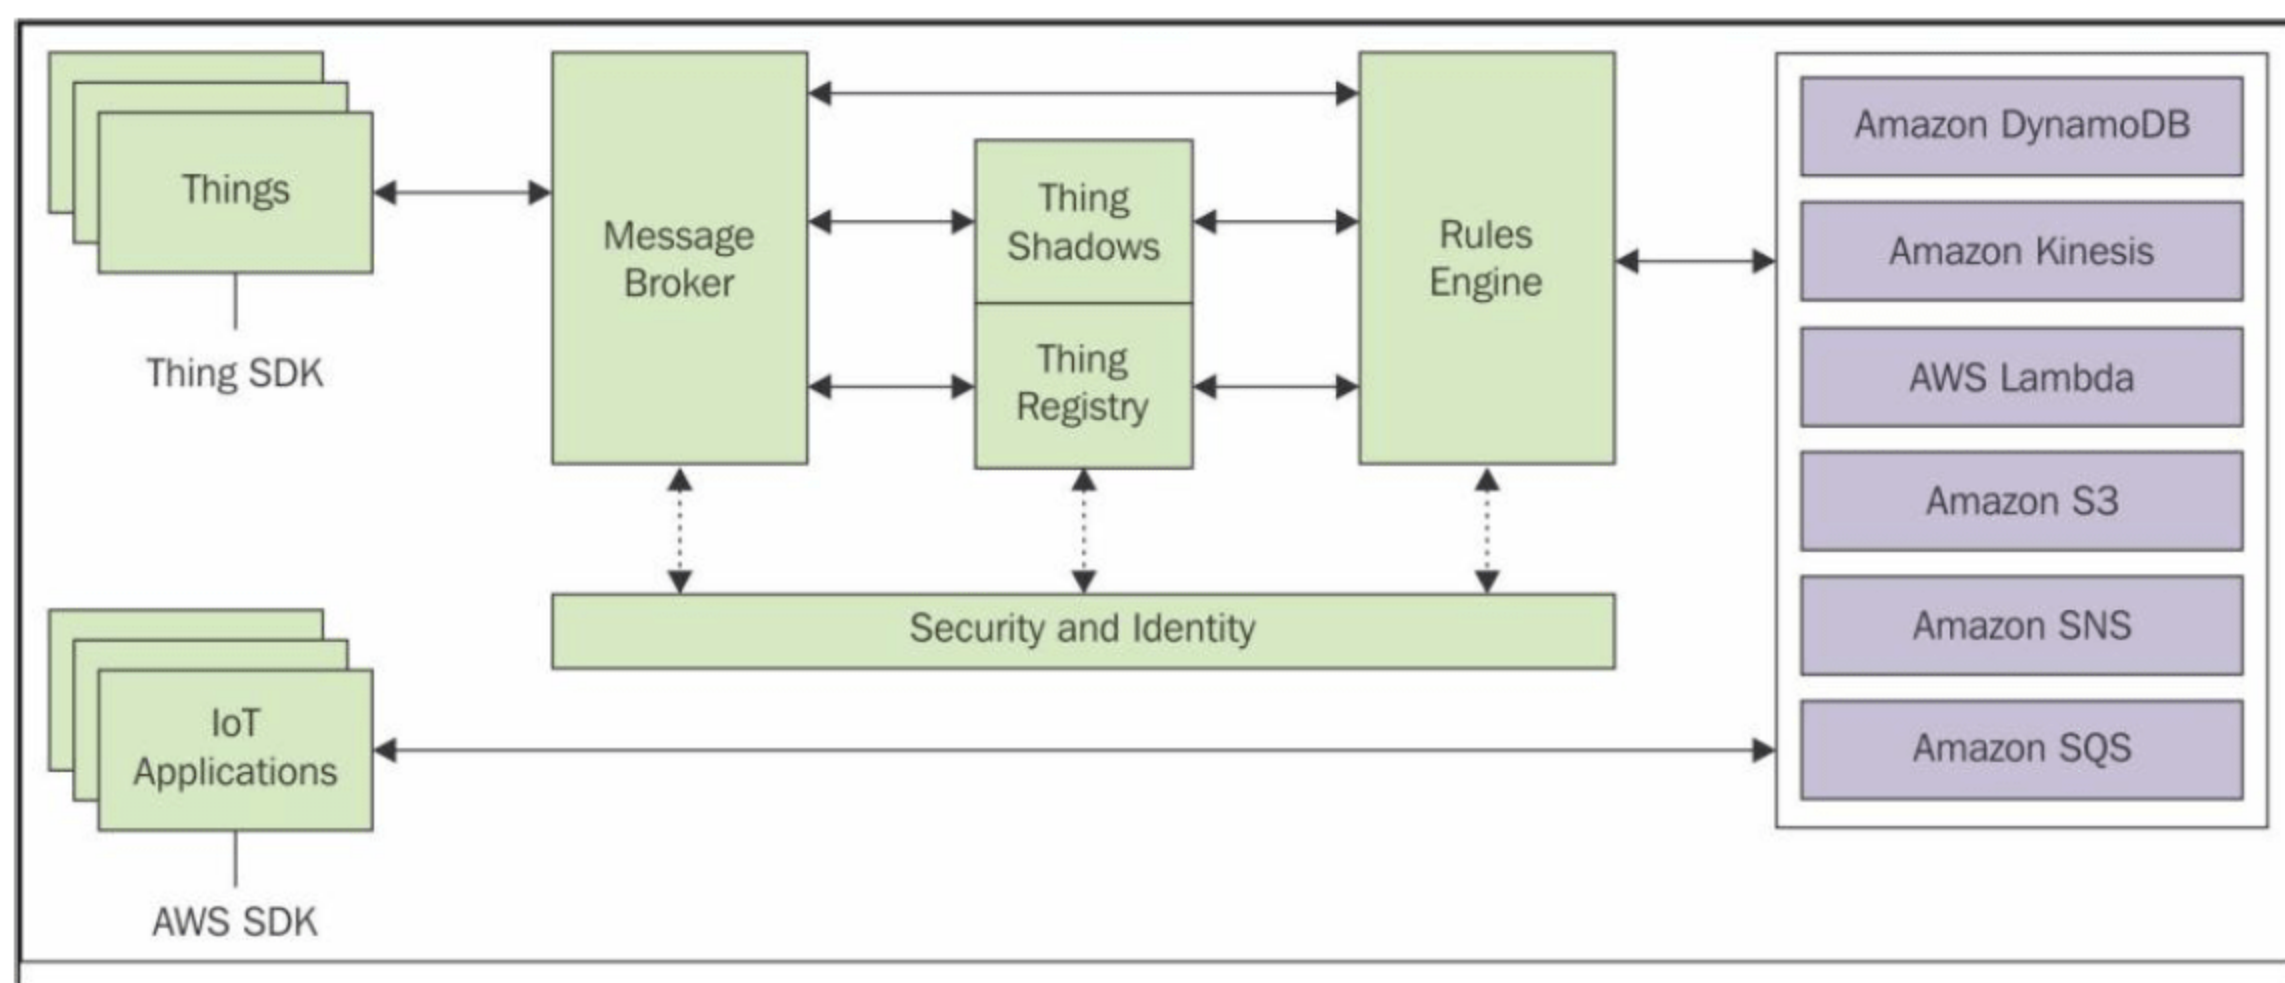 Things
Thing SDK
Message
Broker
Thing
Shadows
Thing
Registry
Rules
Engine
Amazon DynamoDB
Amazon Kinesis
AWS Lambda
Amazon S3
Amazon SNS
Amazon SQS
Security and Identity
IoT
Applications
AWS SDK